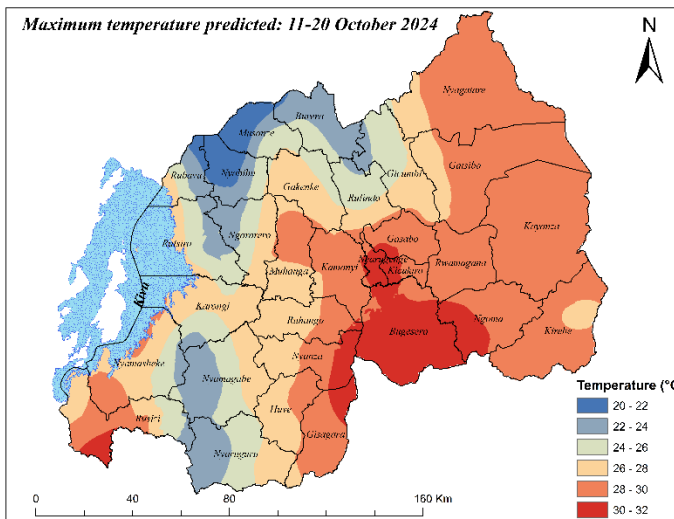 Maximum temperature predicted: 11-20 October 2024
N
Nyagatare
Burera
Musanze
Rubavu
Nyabihu
Gakenke
Gicumbi
Gatsibo
Rulindo
Kayonza
Rutsiro
Ngororero
Gasabo
Nyarugenge
Kicukiro
Rwamagana
Muhanga
Kamonyi
Kivu
Karongi
Ruhango
Bugesera
Ngoma
Kirehe
Nyamasheke
Nyanza
Nyamagabe
Huye
Rusizi
Gisagara
Nyaruguru
Temperature (°C
20 - 22
22 - 24
24 - 26
26 - 28
28 - 30
30 - 32
0 40 80 160 Km